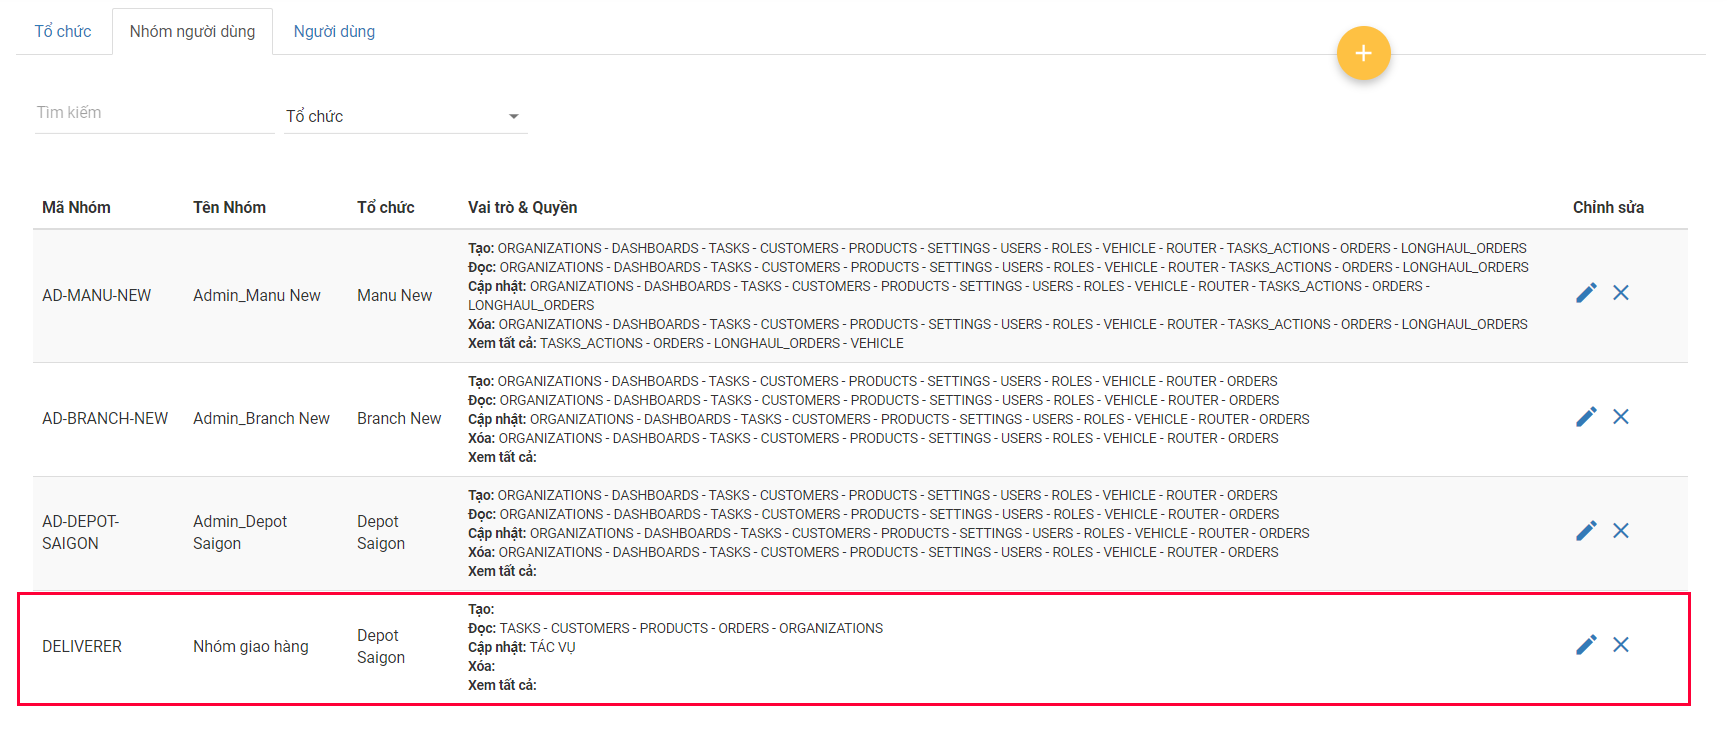 Tổ chức
Nhóm người dùng
Người dùng
+
Tìm kiếm
Tổ chức
Mã Nhóm
Tên Nhóm
Tổ chức
Vai trò & Quyền
Chỉnh sửa
AD-MANU-NEW
Admin_Manu New
Manu New
Tạo: ORGANIZATIONS - DASHBOARDS - TASKS - CUSTOMERS - PRODUCTS - SETTINGS - USERS - ROLES - VEHICLE - ROUTER - TASKS_ACTIONS - ORDERS - LONGHAUL_ORDERS
Đọc: ORGANIZATIONS - DASHBOARDS - TASKS - CUSTOMERS - PRODUCTS - SETTINGS - USERS - ROLES - VEHICLE - ROUTER - TASKS_ACTIONS - ORDERS - LONGHAUL_ORDERS
Cập nhật: ORGANIZATIONS - DASHBOARDS - TASKS - CUSTOMERS - PRODUCTS - SETTINGS - USERS - ROLES - VEHICLE - ROUTER - TASKS_ACTIONS - ORDERS -
LONGHAUL_ORDERS
Xóa: ORGANIZATIONS - DASHBOARDS - TASKS - CUSTOMERS - PRODUCTS - SETTINGS - USERS - ROLES - VEHICLE - ROUTER - TASKS_ACTIONS - ORDERS - LONGHAUL_ORDERS
Xem tất cả: TASKS_ACTIONS - ORDERS - LONGHAUL_ORDERS - VEHICLE
AD-BRANCH-NEW
Admin_Branch New
Branch New
Tạo: ORGANIZATIONS - DASHBOARDS - TASKS - CUSTOMERS - PRODUCTS - SETTINGS - USERS - ROLES - VEHICLE - ROUTER - ORDERS
Đọc: ORGANIZATIONS - DASHBOARDS - TASKS - CUSTOMERS - PRODUCTS - SETTINGS - USERS - ROLES - VEHICLE - ROUTER - ORDERS
Cập nhật: ORGANIZATIONS - DASHBOARDS - TASKS - CUSTOMERS - PRODUCTS - SETTINGS - USERS - ROLES - VEHICLE - ROUTER - ORDERS
Xóa: ORGANIZATIONS - DASHBOARDS - TASKS - CUSTOMERS - PRODUCTS - SETTINGS - USERS - ROLES - VEHICLE - ROUTER - ORDERS
Xem tất cả:
AD-DEPOT-
SAIGON
Admin_Depot
Saigon
Depot
Saigon
Tạo: ORGANIZATIONS - DASHBOARDS - TASKS - CUSTOMERS - PRODUCTS - SETTINGS - USERS - ROLES - VEHICLE - ROUTER - ORDERS
Đọc: ORGANIZATIONS - DASHBOARDS - TASKS - CUSTOMERS - PRODUCTS - SETTINGS - USERS - ROLES - VEHICLE - ROUTER - ORDERS
Cập nhật: ORGANIZATIONS - DASHBOARDS - TASKS - CUSTOMERS - PRODUCTS - SETTINGS - USERS - ROLES - VEHICLE - ROUTER - ORDERS
Xóa: ORGANIZATIONS - DASHBOARDS - TASKS - CUSTOMERS - PRODUCTS - SETTINGS - USERS - ROLES - VEHICLE - ROUTER - ORDERS
Xem tất cả:
DELIVERER
Nhóm giao hàng
Depot
Saigon
Tạo:
Đọc: TASKS - CUSTOMERS - PRODUCTS - ORDERS - ORGANIZATIONS
Cập nhật: TÁC VỤ
Xóa:
Xem tất cả: